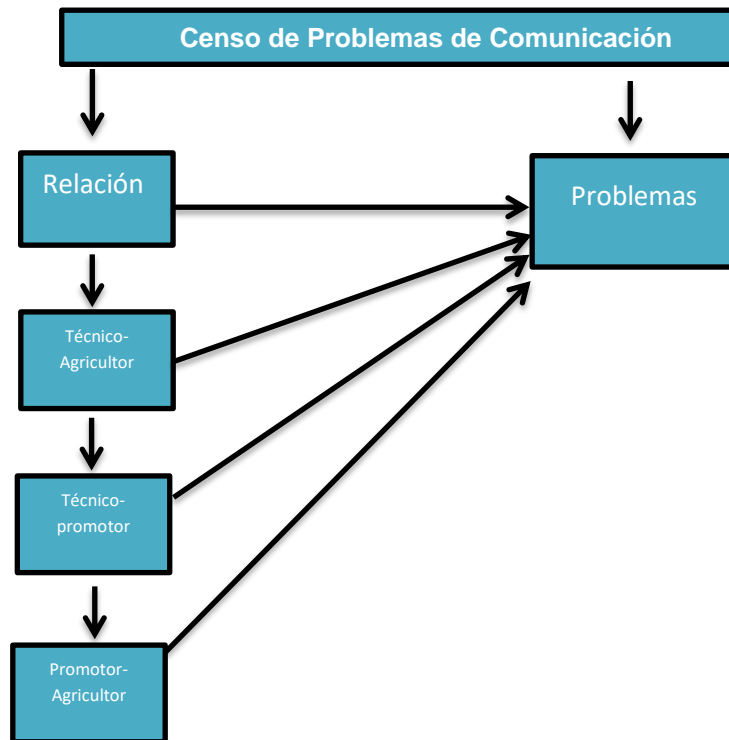 Censo de Problemas de Comunicación
Relación
Problemas
Técnico-
Agricultor
Técnico-
promotor
Promotor-
Agricultor